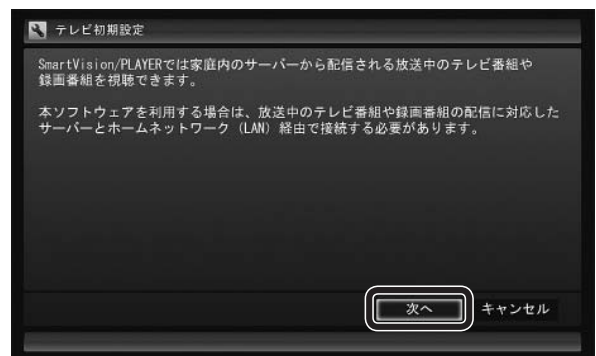 テレビ初期設定
SmartVision/PLAYERでは家庭内のサーバーから配信される放送中のテレビ番組や
録画番組を視聴できます。
本ソフトウェアを利用する場合は、放送中のテレビ番組や録画番組の配信に対応した
サーバーとホームネットワーク（LAN）経由で接続する必要があります。
次へ
キャンセル